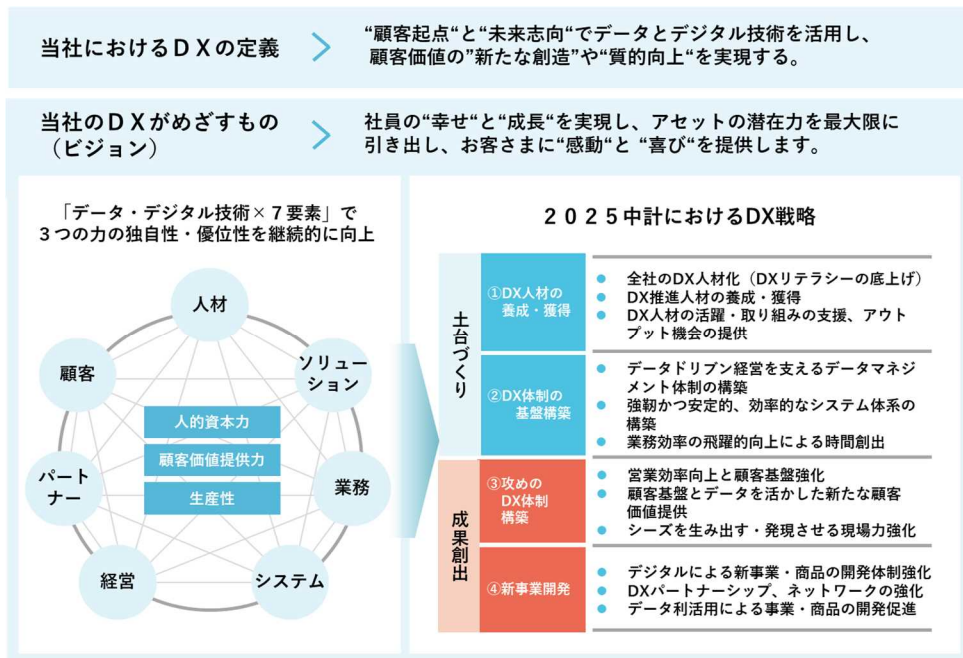 当社におけるDXの定義
“顧客起点“と“未来志向“でデータとデジタル技術を活用し、
顧客価値の”新たな創造”や“質的向上“を実現する。
当社のDXがめざすもの
（ビジョン）
社員の“幸せ“と“成長“を実現し、アセットの潜在力を最大限に
引き出し、お客さまに“感動“と “喜び“を提供します。
「データ・デジタル技術×７要素」で
３つの力の独自性・優位性を継続的に向上
人材
ソリュー
ション
業務
システム
経営
パート
ナー
顧客
人的資本力
顧客価値提供力
生産性
２０２５中計におけるDX戦略
土台づくり
①DX人材の
養成・獲得
● 全社のDX人材化（DXリテラシーの底上げ）
● DX推進人材の養成・獲得
● DX人材の活躍・取り組みの支援、アウト
プット機会の提供
②DX体制の
基盤構築
● データドリブン経営を支えるデータマネジ
メント体制の構築
● 強靭かつ安定的、効率的なシステム体系の
構築
● 業務効率の飛躍的向上による時間創出
成果創出
③攻めの
DX体制
構築
● 営業効率向上と顧客基盤強化
● 顧客基盤とデータを活かした新たな顧客
価値提供
● シーズを生み出す・発現させる現場力強化
④新事業開発
● デジタルによる新事業・商品の開発体制強化
● DXパートナーシップ、ネットワークの強化
● データ利活用による事業・商品の開発促進